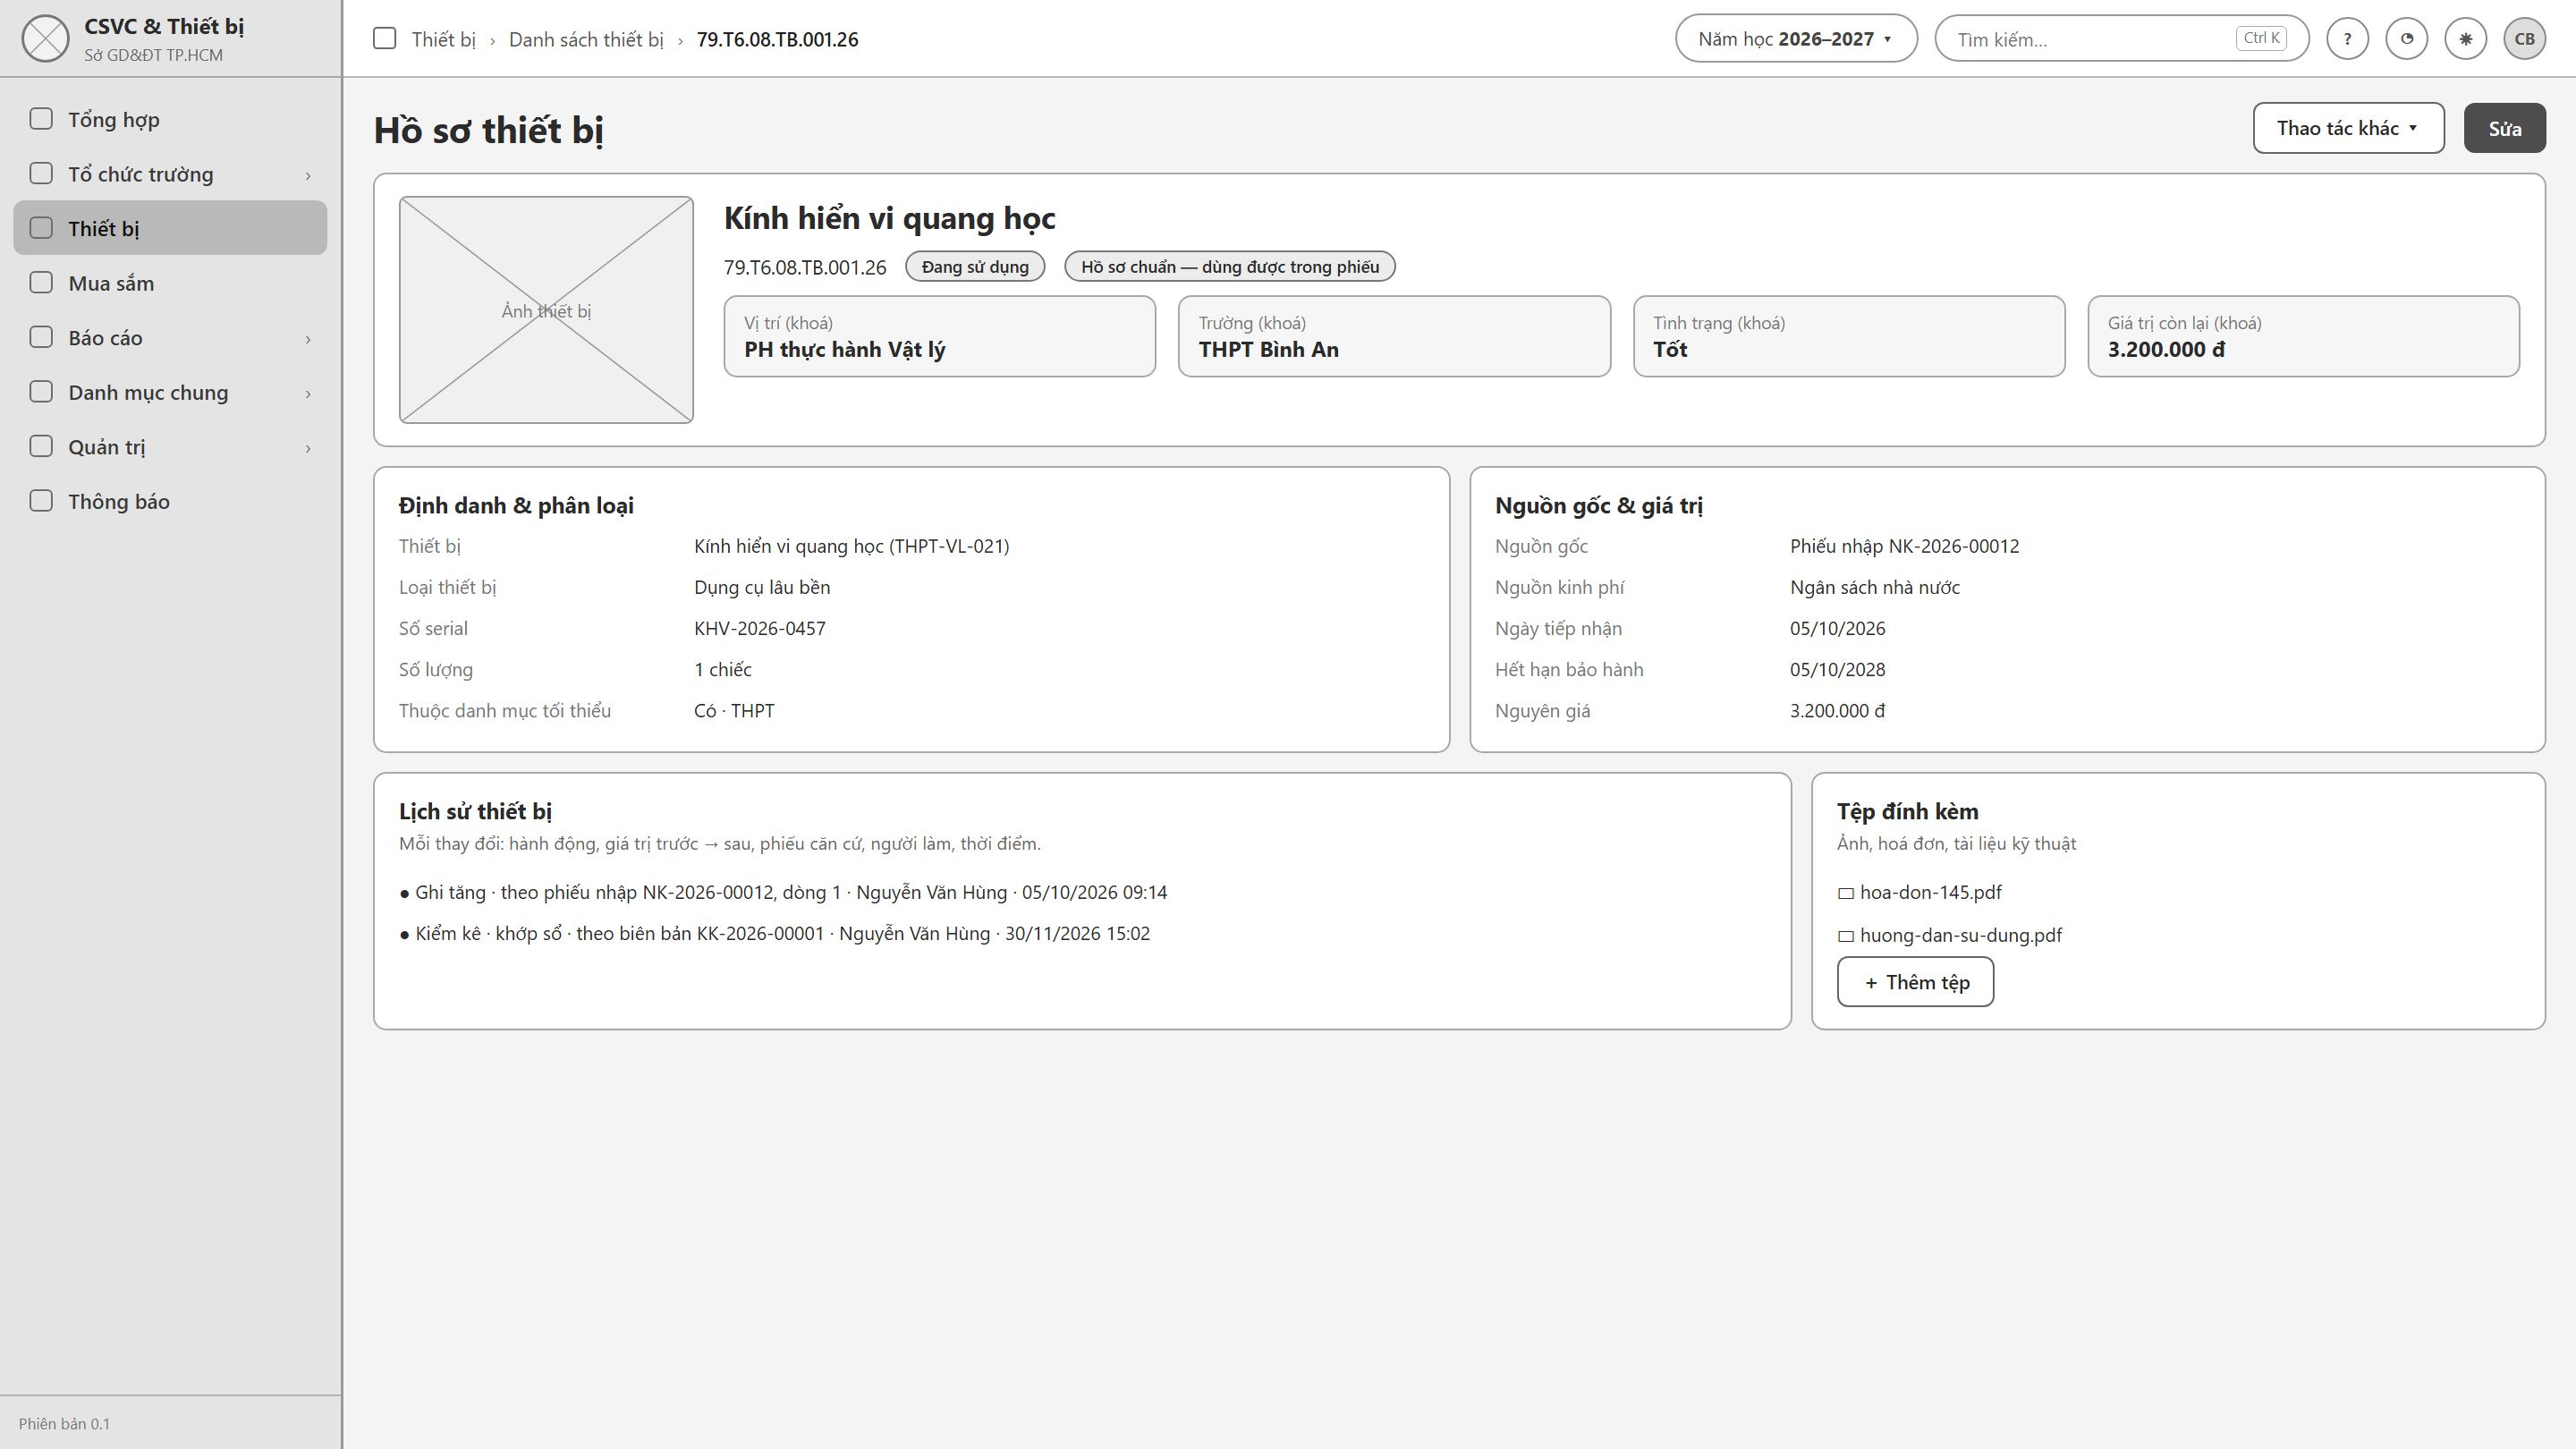 CSVC & Thiết bị
Sở GD&ĐT TP.HCM
Thiết bị › Danh sách thiết bị › 79.T6.08.TB.001.26
Năm học 2026–2027 ▾
Tìm kiếm... Ctrl K
?
CB
Tổng hợp
Tổ chức trường ›
Thiết bị
Mua sắm
Báo cáo ›
Danh mục chung ›
Quản trị ›
Thông báo
Phiên bản 0.1
Hồ sơ thiết bị
Thao tác khác ▾
Sửa
Ảnh thiết bị
Kính hiển vi quang học
79.T6.08.TB.001.26 Đang sử dụng Hồ sơ chuẩn — dùng được trong phiếu
Vị trí (khoá)
PH thực hành Vật lý
Trường (khoá)
THPT Bình An
Tình trạng (khoá)
Tốt
Giá trị còn lại (khoá)
3.200.000 đ
Định danh & phân loại
Thiết bị Kính hiển vi quang học (THPT-VL-021)
Loại thiết bị Dụng cụ lâu bền
Số serial KHV-2026-0457
Số lượng 1 chiếc
Thuộc danh mục tối thiểu Có · THPT
Nguồn gốc & giá trị
Nguồn gốc Phiếu nhập NK-2026-00012
Nguồn kinh phí Ngân sách nhà nước
Ngày tiếp nhận 05/10/2026
Hết hạn bảo hành 05/10/2028
Nguyên giá 3.200.000 đ
Lịch sử thiết bị
Mỗi thay đổi: hành động, giá trị trước → sau, phiếu căn cứ, người làm, thời điểm.
● Ghi tăng · theo phiếu nhập NK-2026-00012, dòng 1 · Nguyễn Văn Hùng · 05/10/2026 09:14
● Kiểm kê · khớp sổ · theo biên bản KK-2026-00001 · Nguyễn Văn Hùng · 30/11/2026 15:02
Tệp đính kèm
Ảnh, hoá đơn, tài liệu kỹ thuật
hoa-don-145.pdf
huong-dan-su-dung.pdf
+ Thêm tệp